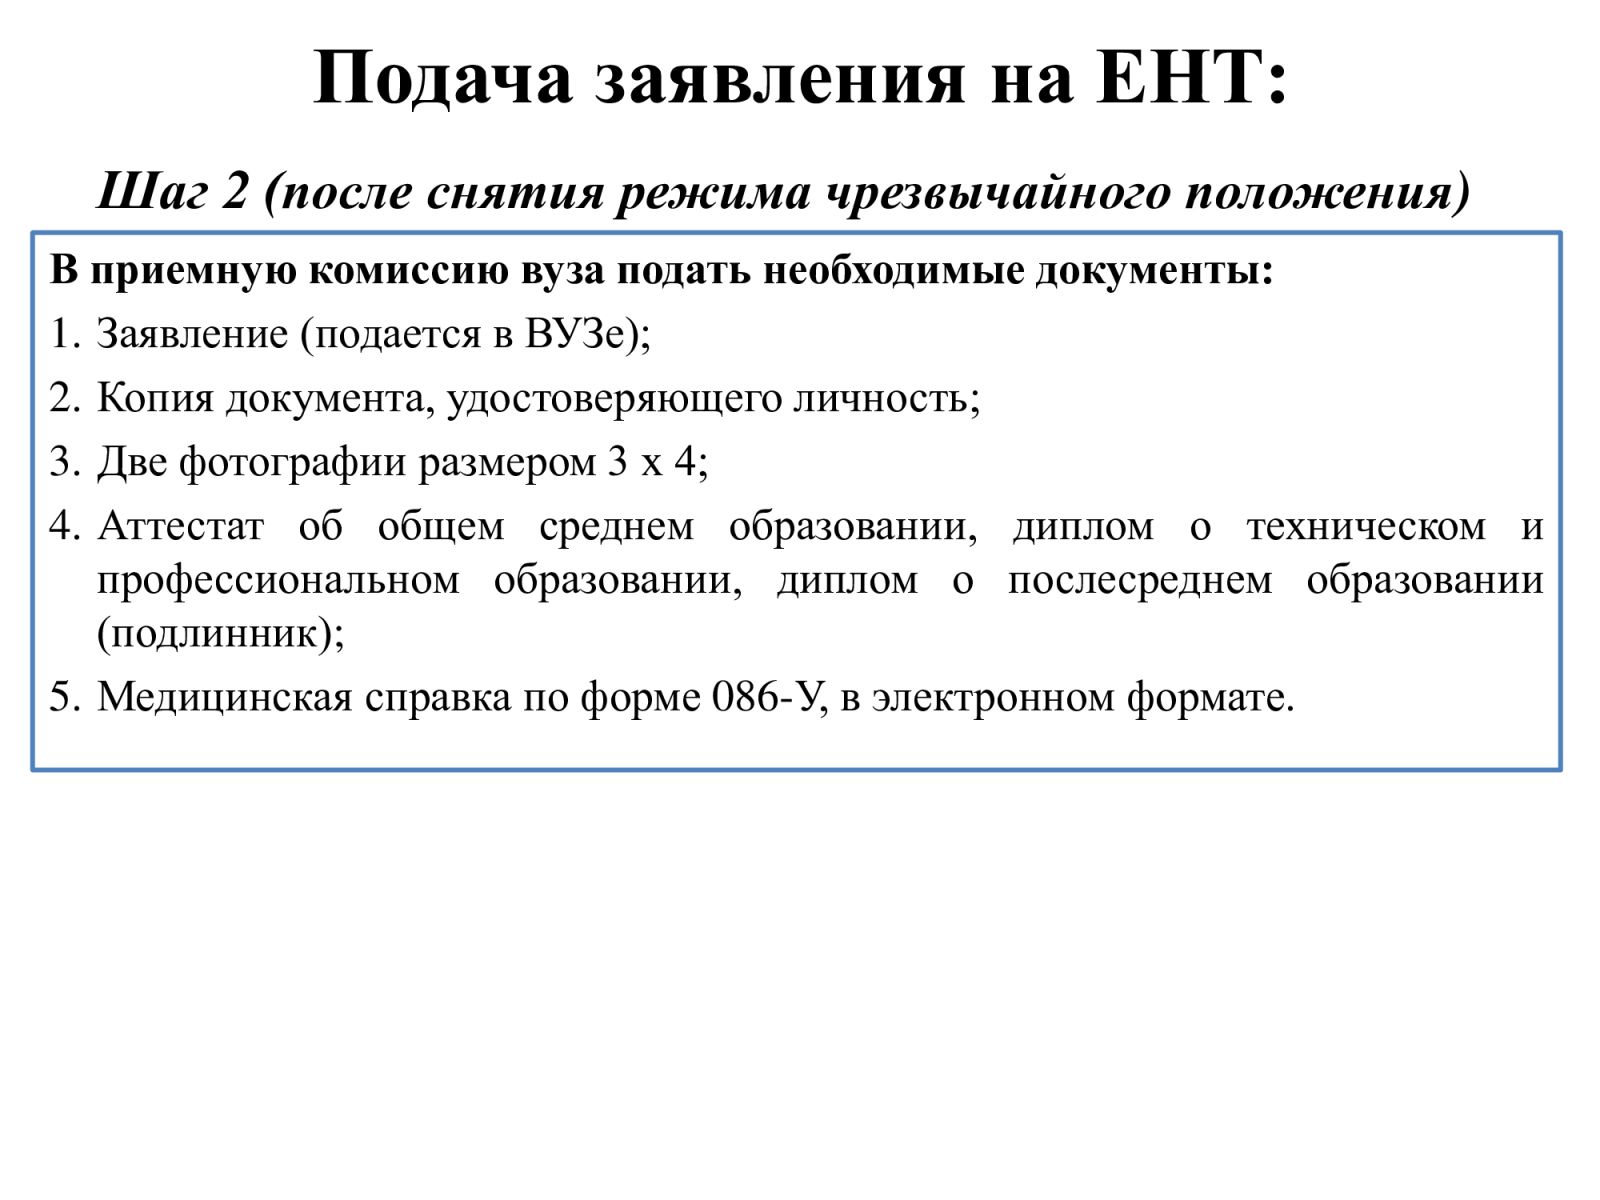 Подача заявления на ЕНТ:
Шаг 2 (после снятия режима чрезвычайного положения)
В приемную комиссию вуза подать необходимые документы:
1. Заявление (подается в ВУЗе);
2. Копия документа, удостоверяющего личность;
3. Две фотографии размером 3 х 4;
4. Аттестат об общем среднем образовании, диплом о техническом и
профессиональном образовании, диплом о послесреднем образовании
(подлинник);
5. Медицинская справка по форме 086-У, в электронном формате.